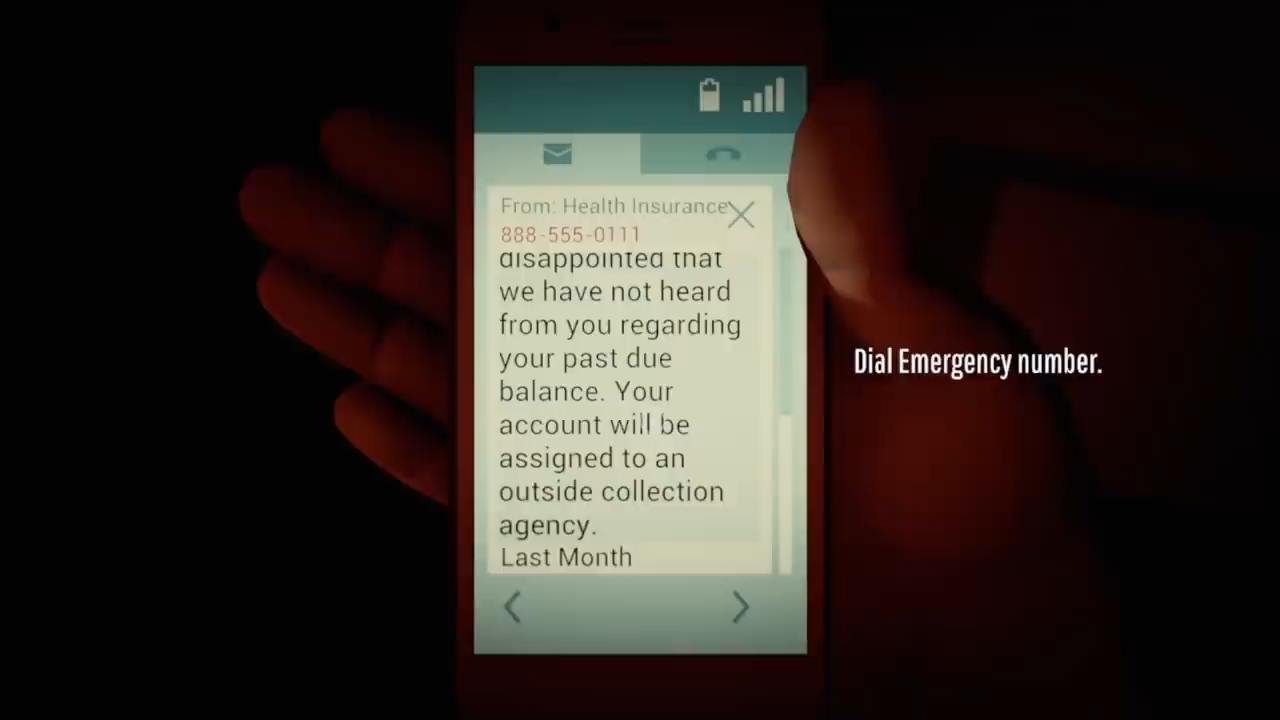 From: Health Insurance
888-555-0111
disappointed that
we have not heard
from you regarding
your past due
balance. Your
account will be
assigned to an
outside collection
agency.
Last Month
Dial Emergency number.